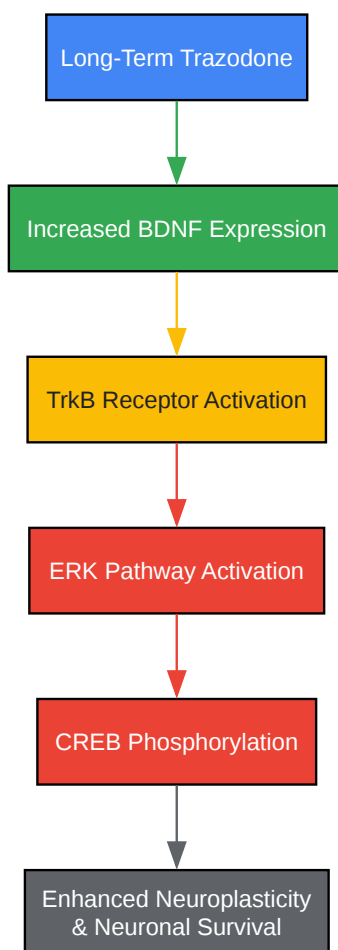 Long-Term Trazodone
Increased BDNF Expression
TrkB Receptor Activation
ERK Pathway Activation
CREB Phosphorylation
Enhanced Neuroplasticity
& Neuronal Survival